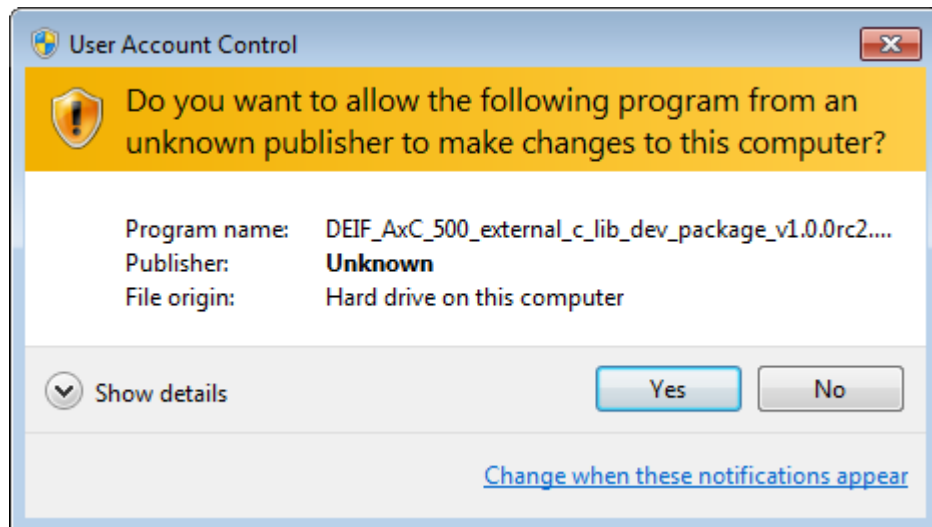 User Account Control
Do you want to allow the following program from an
unknown publisher to make changes to this computer?
Program name: DEIF_AxC_500_external_c_lib_dev_package_v1.0.0rc2....
Publisher: Unknown
File origin: Hard drive on this computer
Show details
Yes No
Change when these notifications appear